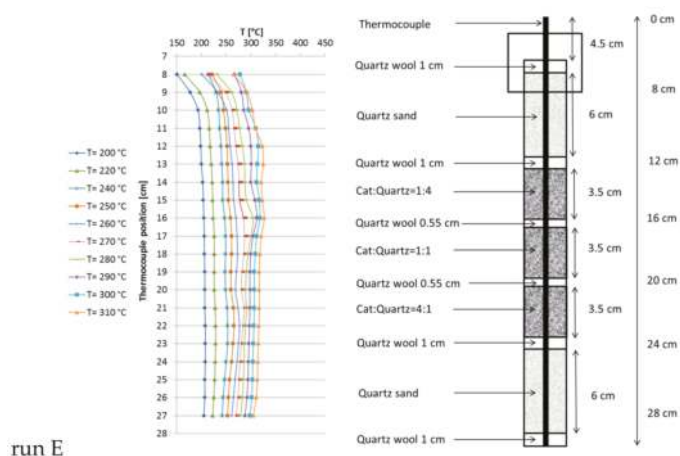 T [°C]
150 200 250 300 350 400 450
7
8
9
10
11
12
13
14
15
16
17
18
19
20
21
22
23
24
25
26
27
28
Thermocouple position [cm]
T= 200 °C
T= 220 °C
T= 240 °C
T= 250 °C
T= 260 °C
T= 270 °C
T= 280 °C
T= 290 °C
T= 300 °C
T= 310 °C
Thermocouple
Quartz wool 1 cm
Quartz sand
Quartz wool 1 cm
Cat:Quartz=1:4
Quartz wool 0.55 cm
Cat:Quartz=1:1
Quartz wool 0.55 cm
Cat:Quartz=4:1
Quartz wool 1 cm
Quartz sand
Quartz wool 1 cm
4.5 cm
6 cm
3.5 cm
3.5 cm
3.5 cm
6 cm
0 cm
8 cm
12 cm
16 cm
20 cm
24 cm
28 cm
run E